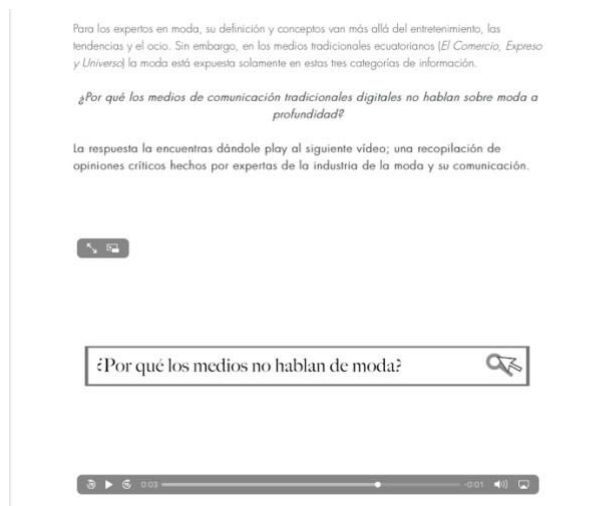 Para los expertos en moda, su definición y conceptos van más allá del entretenimiento, las
tendencias y el ocio. Sin embargo, en los medios tradicionales ecuatorianos (El Comercio, Expreso
y Universo) la moda está expuesta solamente en estas tres categorías de información.
¿Por qué los medios de comunicación tradicionales digitales no hablan sobre moda a
profundidad?
La respuesta la encuentras dándole play al siguiente vídeo; una recopilación de
opiniones críticos hechos por expertas de la industria de la moda y su comunicación.
¿Por qué los medios no hablan de moda?
0:03 -0:01